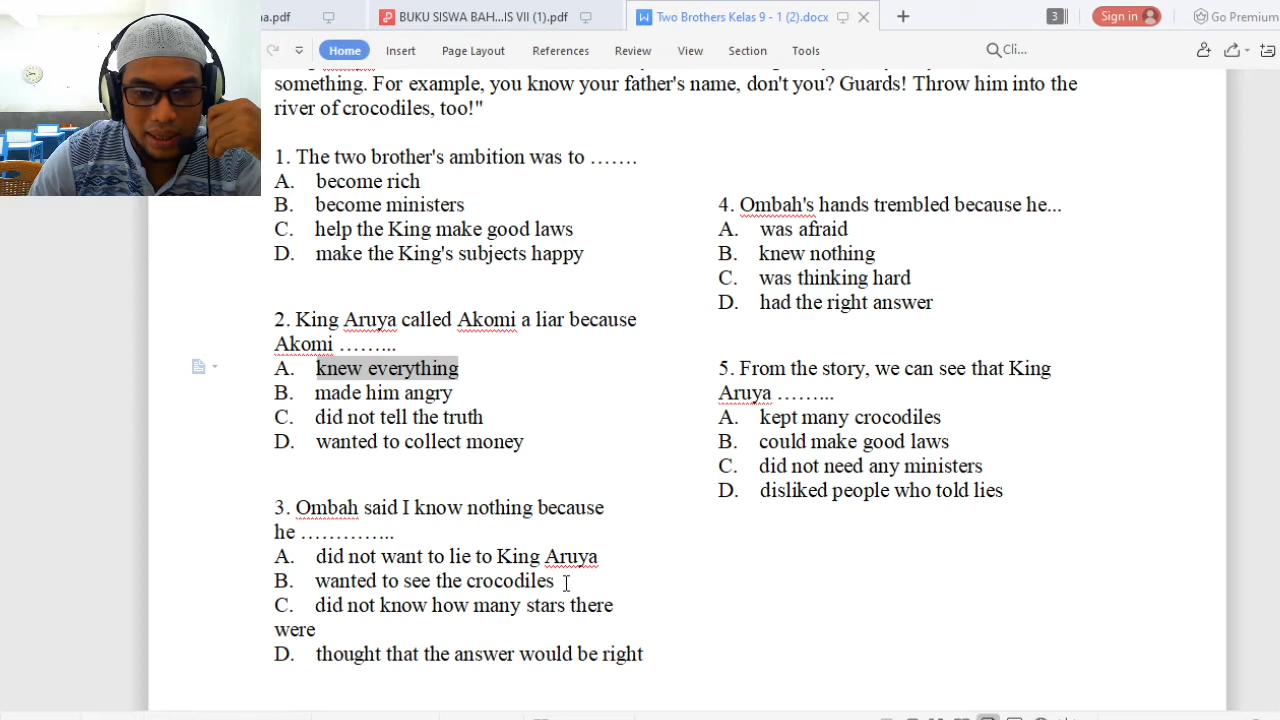 na.pdf
BUKU SISWA BAH...IS VII (1).pdf
Two Brothers Kelas 9 - 1 (2).docx
3
Sign in
Go Premium
Home
Insert
Page Layout
References
Review
View
Section
Tools
Cli...
something. For example, you know your father's name, don't you? Guards! Throw him into the
river of crocodiles, too!"
1. The two brother's ambition was to …….
A. become rich
B. become ministers
C. help the King make good laws
D. make the King's subjects happy
2. King Aruya called Akomi a liar because
Akomi ……...
A. knew everything
B. made him angry
C. did not tell the truth
D. wanted to collect money
3. Ombah said I know nothing because
he …………..
A. did not want to lie to King Aruya
B. wanted to see the crocodiles
C. did not know how many stars there
were
D. thought that the answer would be right
4. Ombah's hands trembled because he...
A. was afraid
B. knew nothing
C. was thinking hard
D. had the right answer
5. From the story, we can see that King
Aruya ……...
A. kept many crocodiles
B. could make good laws
C. did not need any ministers
D. disliked people who told lies